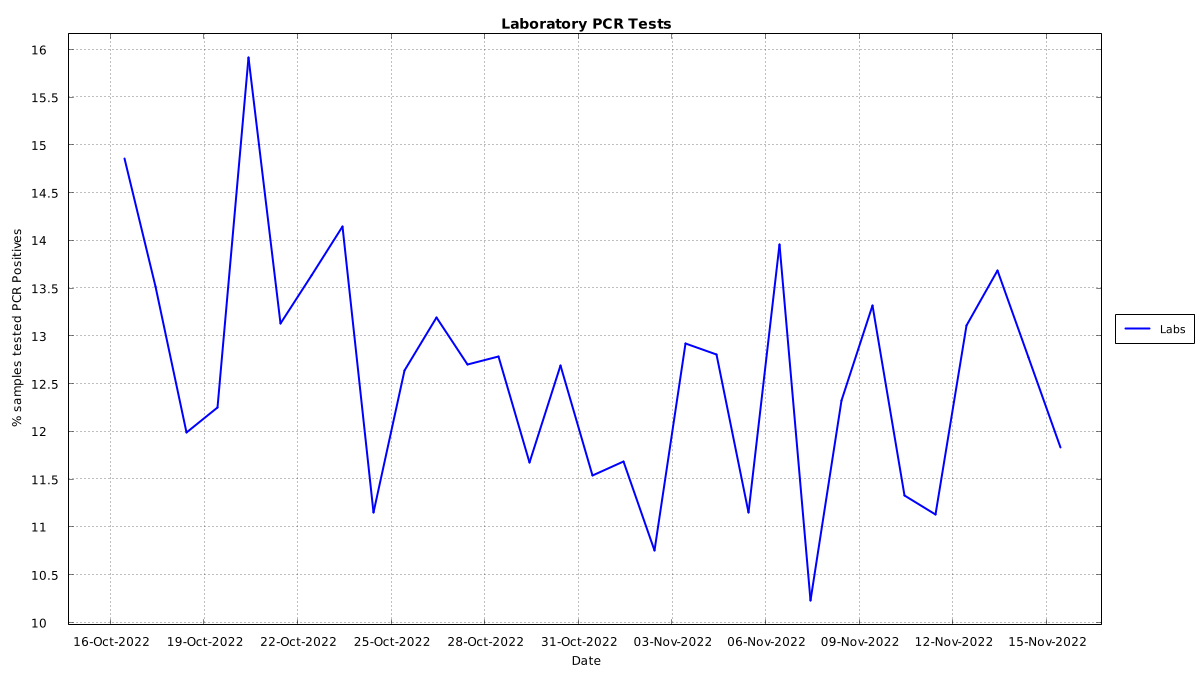 Laboratory PCR Tests
16
15.5
15
14.5
14
13.5
13
12.5
12
11.5
11
10.5
10
% samples tested PCR Positives
16-Oct-2022 19-Oct-2022 22-Oct-2022 25-Oct-2022 28-Oct-2022 31-Oct-2022 03-Nov-2022 06-Nov-2022 09-Nov-2022 12-Nov-2022 15-Nov-2022
Date
Labs